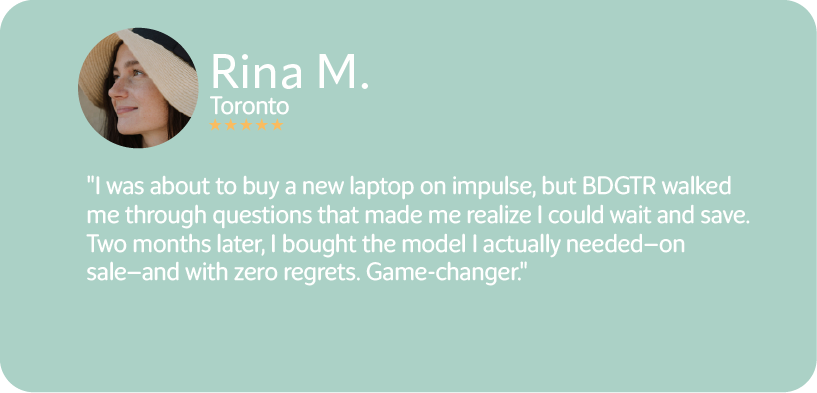 Rina M.
Toronto
"I was about to buy a new laptop on impulse, but BDGTR walked
me through questions that made me realize I could wait and save.
Two months later, I bought the model I actually needed—on
sale—and with zero regrets. Game-changer."